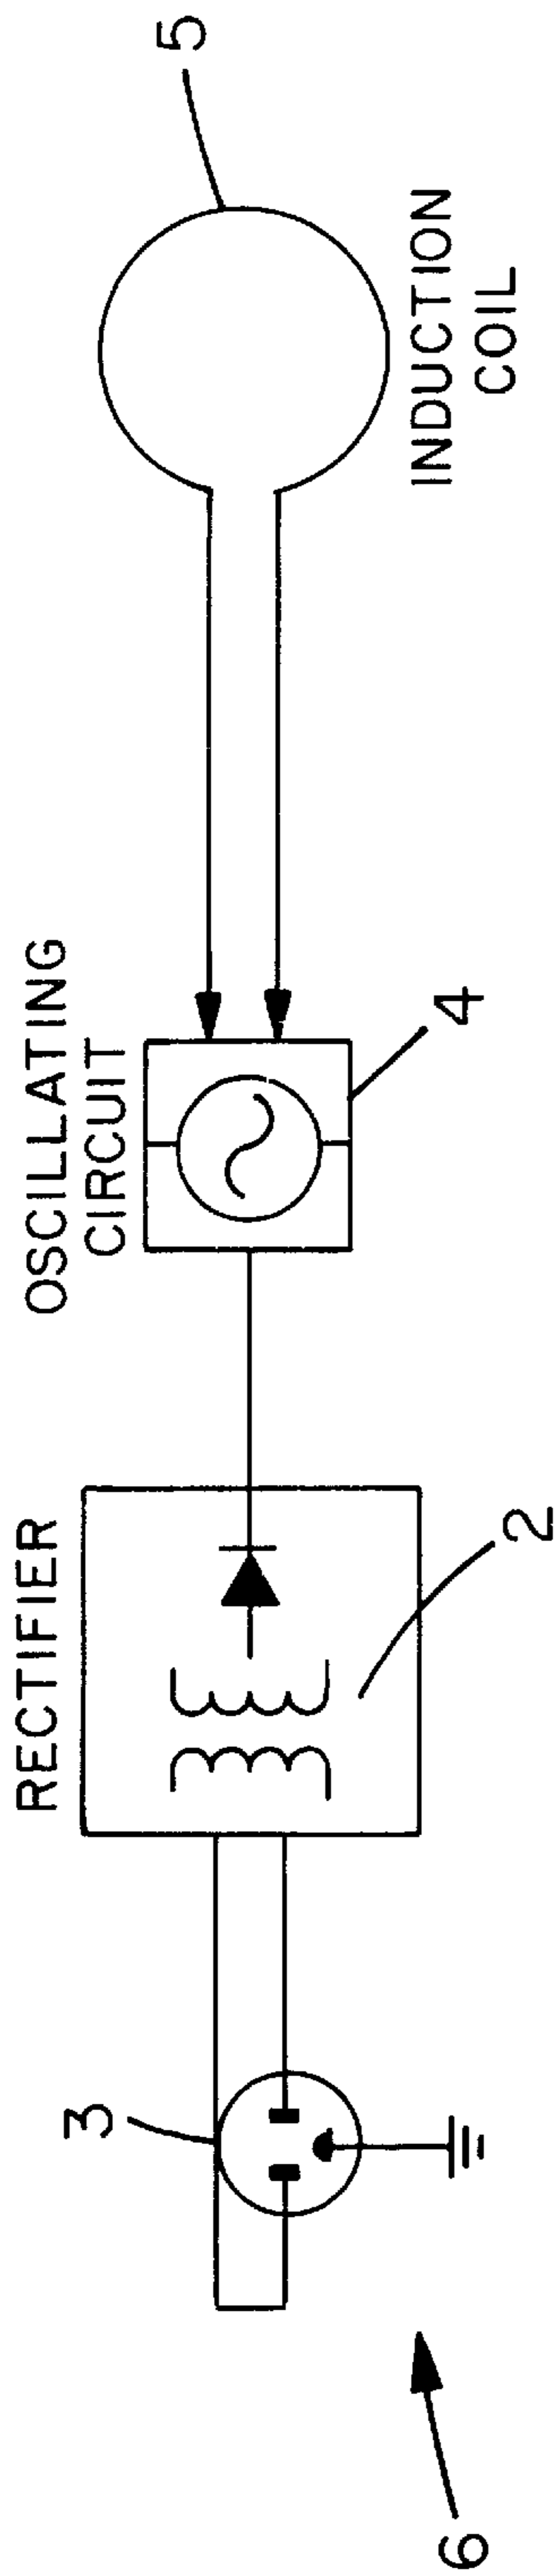 RECTIFIER
OSCILLATING
CIRCUIT
INDUCTION
COIL
6
3
2
4
5